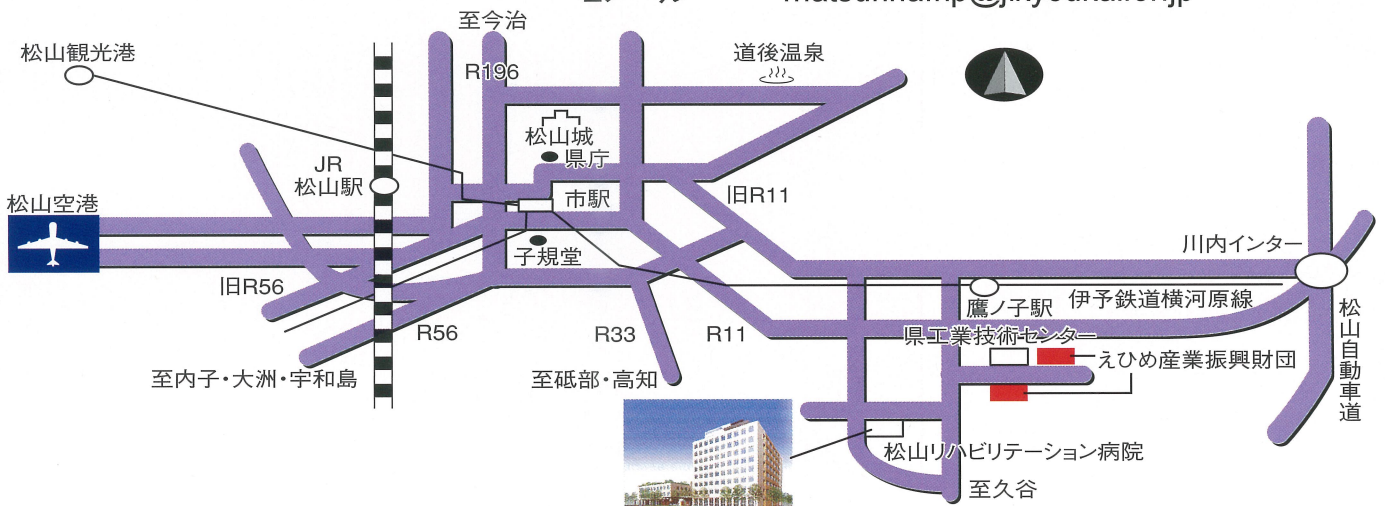 至今治
松山観光港
R196
道後温泉
松山城
県庁
JR
松山駅
市駅
旧R11
松山空港
子規堂
川内インター
旧R56
鷹ノ子駅
伊予鉄道横河原線
R56
R33
R11
県工業技術センター
えひめ産業振興財団
松山自動車道
至内子・大洲・宇和島
至砥部・高知
松山リハビリテーション病院
至久谷